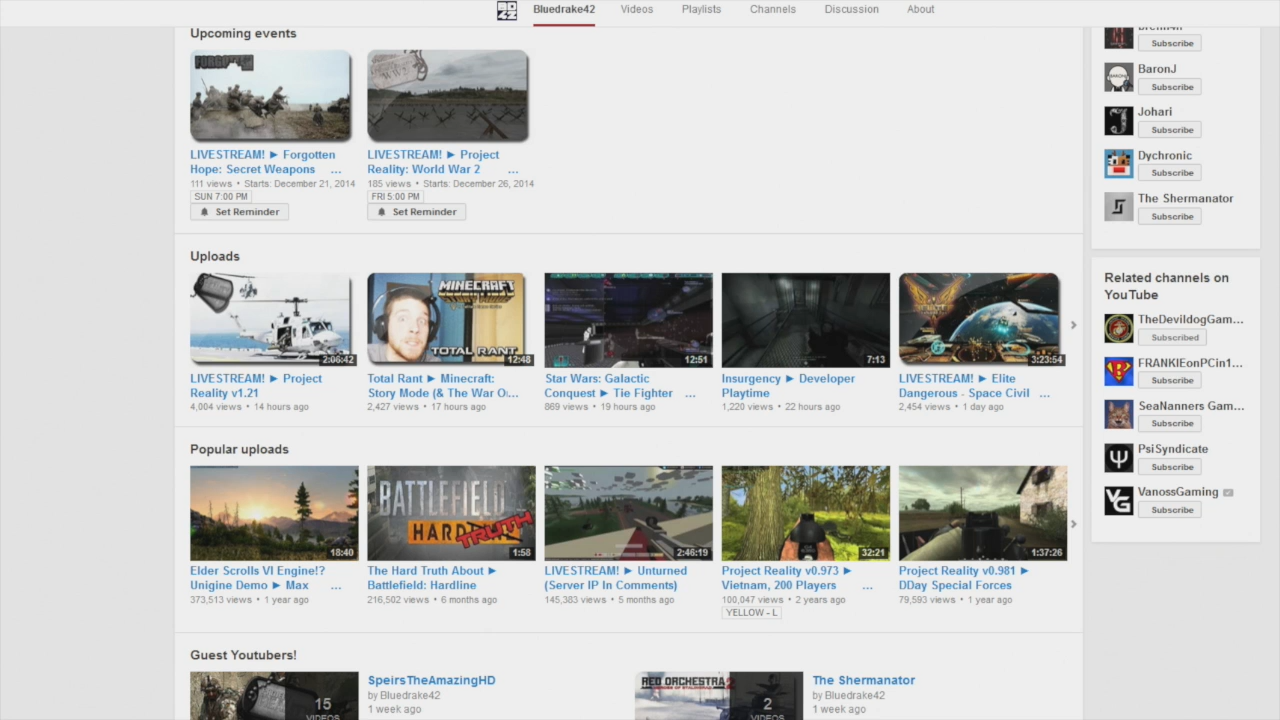 Bluedrake42 Videos Playlists Channels Discussion About
Upcoming events
FORGOTTEN
LIVESTREAM! ► Forgotten
Hope: Secret Weapons ...
111 views • Starts: December 21, 2014
SUN 7:00 PM
Set Reminder
LIVESTREAM! ► Project
Reality: World War 2 ...
185 views • Starts: December 26, 2014
FRI 5:00 PM
Set Reminder
Uploads
2:06:42
LIVESTREAM! ► Project
Reality v1.21
4,004 views • 14 hours ago
MINECRAFT
TOTAL RANT
12:48
Total Rant ► Minecraft:
Story Mode (& The War O...
2,427 views • 17 hours ago
12:51
Star Wars: Galactic
Conquest ► Tie Fighter ...
869 views • 19 hours ago
7:13
Insurgency ► Developer
Playtime
1,220 views • 22 hours ago
3:23:54
LIVESTREAM! ► Elite
Dangerous - Space Civil ...
2,454 views • 1 day ago
Popular uploads
18:40
Elder Scrolls VI Engine!?
Unigine Demo ► Max ...
373,513 views • 1 year ago
BATTLEFIELD
HARD TRUTH
1:58
The Hard Truth About ►
Battlefield: Hardline
216,502 views • 6 months ago
2:46:19
LIVESTREAM! ► Unturned
(Server IP In Comments)
145,383 views • 5 months ago
32:21
Project Reality v0.973 ►
Vietnam, 200 Players ...
100,047 views • 2 years ago
YELLOW - L
1:37:26
Project Reality v0.981 ►
DDay Special Forces
79,593 views • 1 year ago
Guest Youtubers!
15
VIDEOS
SpeirsTheAmazingHD
by Bluedrake42
1 week ago
RED ORCHESTRA 2
2
VIDEOS
The Shermanator
by Bluedrake42
1 week ago
Subscribe
BaronJ
Subscribe
Johari
Subscribe
Dychronic
Subscribe
The Shermanator
Subscribe
Related channels on
YouTube
TheDevildogGam...
Subscribed
FRANKIEonPCin1...
Subscribe
SeaNanners Gam...
Subscribe
PsiSyndicate
Subscribe
VG
VanossGaming
Subscribe